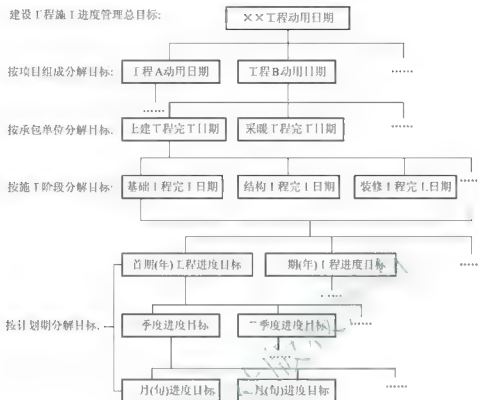 建设工程施工进度管理总目标:
××工程动用日期
按项目组成分解目标:
工程A动用日期
工程B动用日期
……
……
按承包单位分解目标:
土建工程完工日期
采暖工程完工日期
……
按施工阶段分解目标:
基础工程完工日期
结构工程完工日期
装修工程完工日期
……
首期(年)工程进度目标
期(年)工程进度目标
……
……
按计划期分解目标:
季度进度目标
二季度进度目标
……
……
月(旬)进度目标
月(旬)进度目标
……